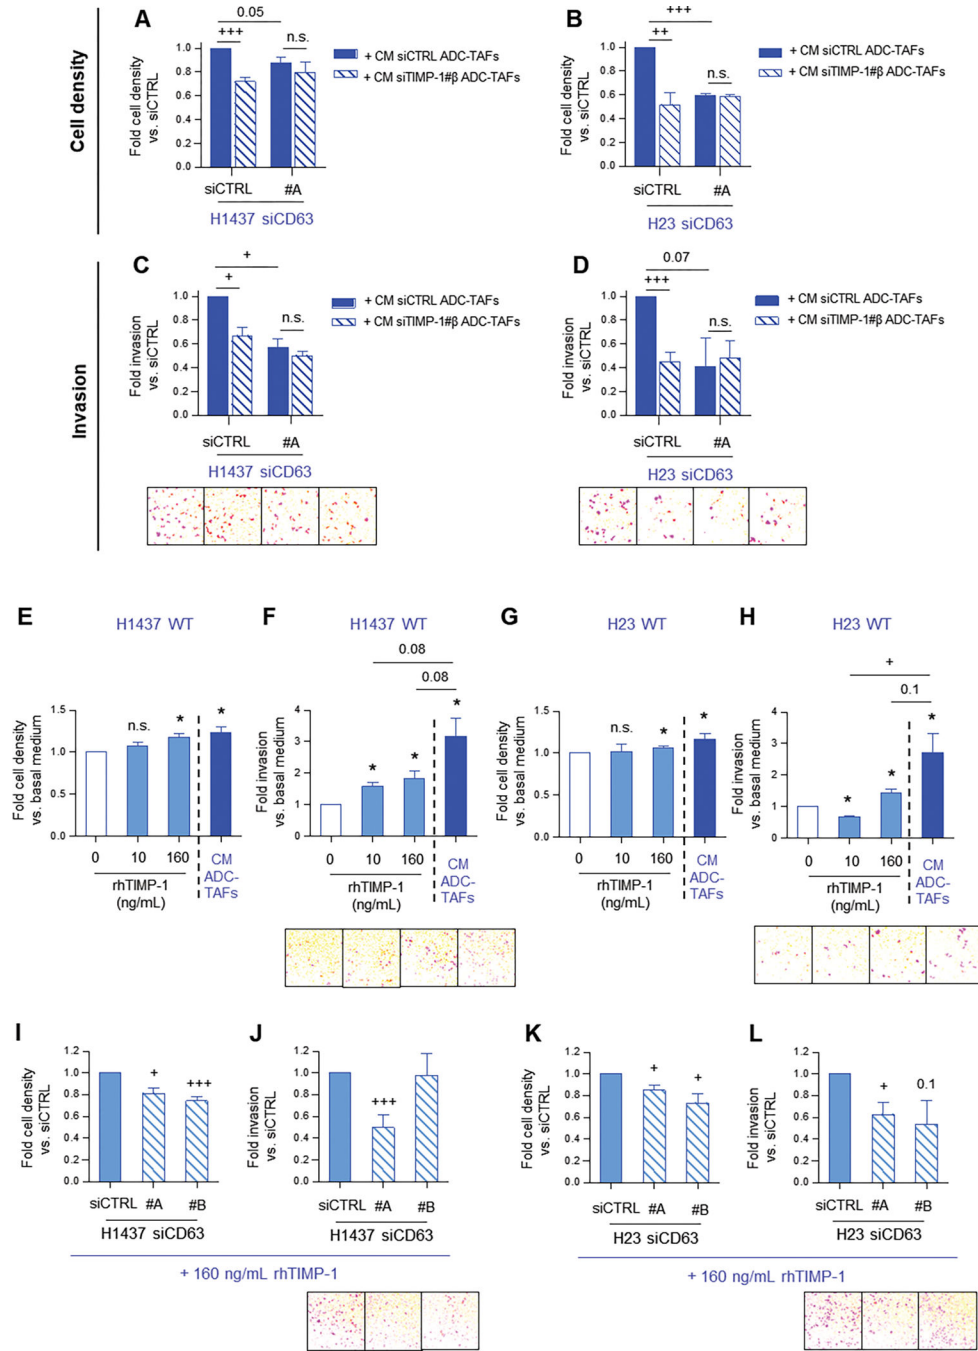 Cell density
A
0.05
+++
n.s.
Fold cell density
vs. siCTRL
1.0
0.8
0.6
0.4
0.2
0.0
siCTRL
#A
H1437 siCD63
+ CM siCTRL ADC-TAFs
+ CM siTIMP-1#β ADC-TAFs
B
+++
++
n.s.
Fold cell density
vs. siCTRL
1.0
0.8
0.6
0.4
0.2
0.0
siCTRL
#A
H23 siCD63
+ CM siCTRL ADC-TAFs
+ CM siTIMP-1#β ADC-TAFs
Invasion
C
+
+
n.s.
Fold invasion
vs. siCTRL
1.0
0.8
0.6
0.4
0.2
0.0
siCTRL
#A
H1437 siCD63
+ CM siCTRL ADC-TAFs
+ CM siTIMP-1#β ADC-TAFs
D
0.07
+++
n.s.
Fold invasion
vs. siCTRL
1.0
0.8
0.6
0.4
0.2
0.0
siCTRL
#A
H23 siCD63
+ CM siCTRL ADC-TAFs
+ CM siTIMP-1#β ADC-TAFs
E
H1437 WT
Fold cell density
vs. basal medium
1.5
1.0
0.5
0.0
n.s.
*
*
0
10
160
rhTIMP-1
(ng/mL)
CM
ADC-
TAFs
F
H1437 WT
0.08
0.08
Fold invasion
vs. basal medium
4
3
2
1
0
*
*
*
0
10
160
rhTIMP-1
(ng/mL)
CM
ADC-
TAFs
G
H23 WT
Fold cell density
vs. basal medium
1.5
1.0
0.5
0.0
n.s.
*
*
0
10
160
rhTIMP-1
(ng/mL)
CM
ADC-
TAFs
H
H23 WT
+
0.1
Fold invasion
vs. basal medium
4
3
2
1
0
*
*
*
0
10
160
rhTIMP-1
(ng/mL)
CM
ADC-
TAFs
I
Fold cell density
vs. siCTRL
1.2
1.0
0.8
0.6
0.4
0.2
0.0
+
+++
siCTRL #A #B
H1437 siCD63
J
Fold invasion
vs. siCTRL
1.2
1.0
0.8
0.6
0.4
0.2
0.0
+++
siCTRL #A #B
H1437 siCD63
+ 160 ng/mL rhTIMP-1
K
Fold cell density
vs. siCTRL
1.2
1.0
0.8
0.6
0.4
0.2
0.0
+
+
siCTRL #A #B
H23 siCD63
L
Fold invasion
vs. siCTRL
1.2
1.0
0.8
0.6
0.4
0.2
0.0
+
0.1
siCTRL #A #B
H23 siCD63
+ 160 ng/mL rhTIMP-1